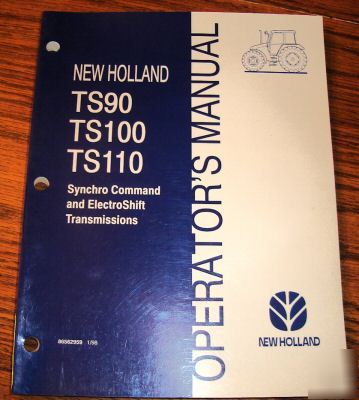 NEW HOLLAND
TS90
TS100
TS110
Synchro Command
and ElectroShift
Transmissions
86562959 1/98
OPERATOR'S MANUAL
NEW HOLLAND